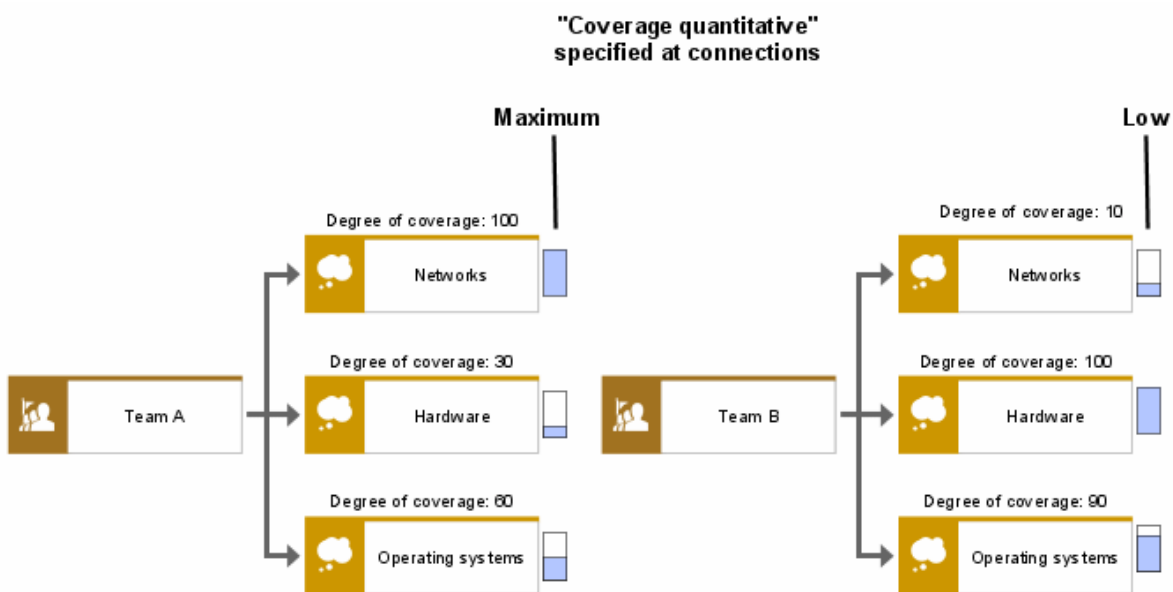 "Coverage quantitative"
specified at connections
Maximum
Low
Degree of coverage: 100
Networks
Degree of coverage: 30
Team A
Hardware
Degree of coverage: 60
Operating systems
Degree of coverage: 10
Networks
Degree of coverage: 100
Team B
Hardware
Degree of coverage: 90
Operating systems